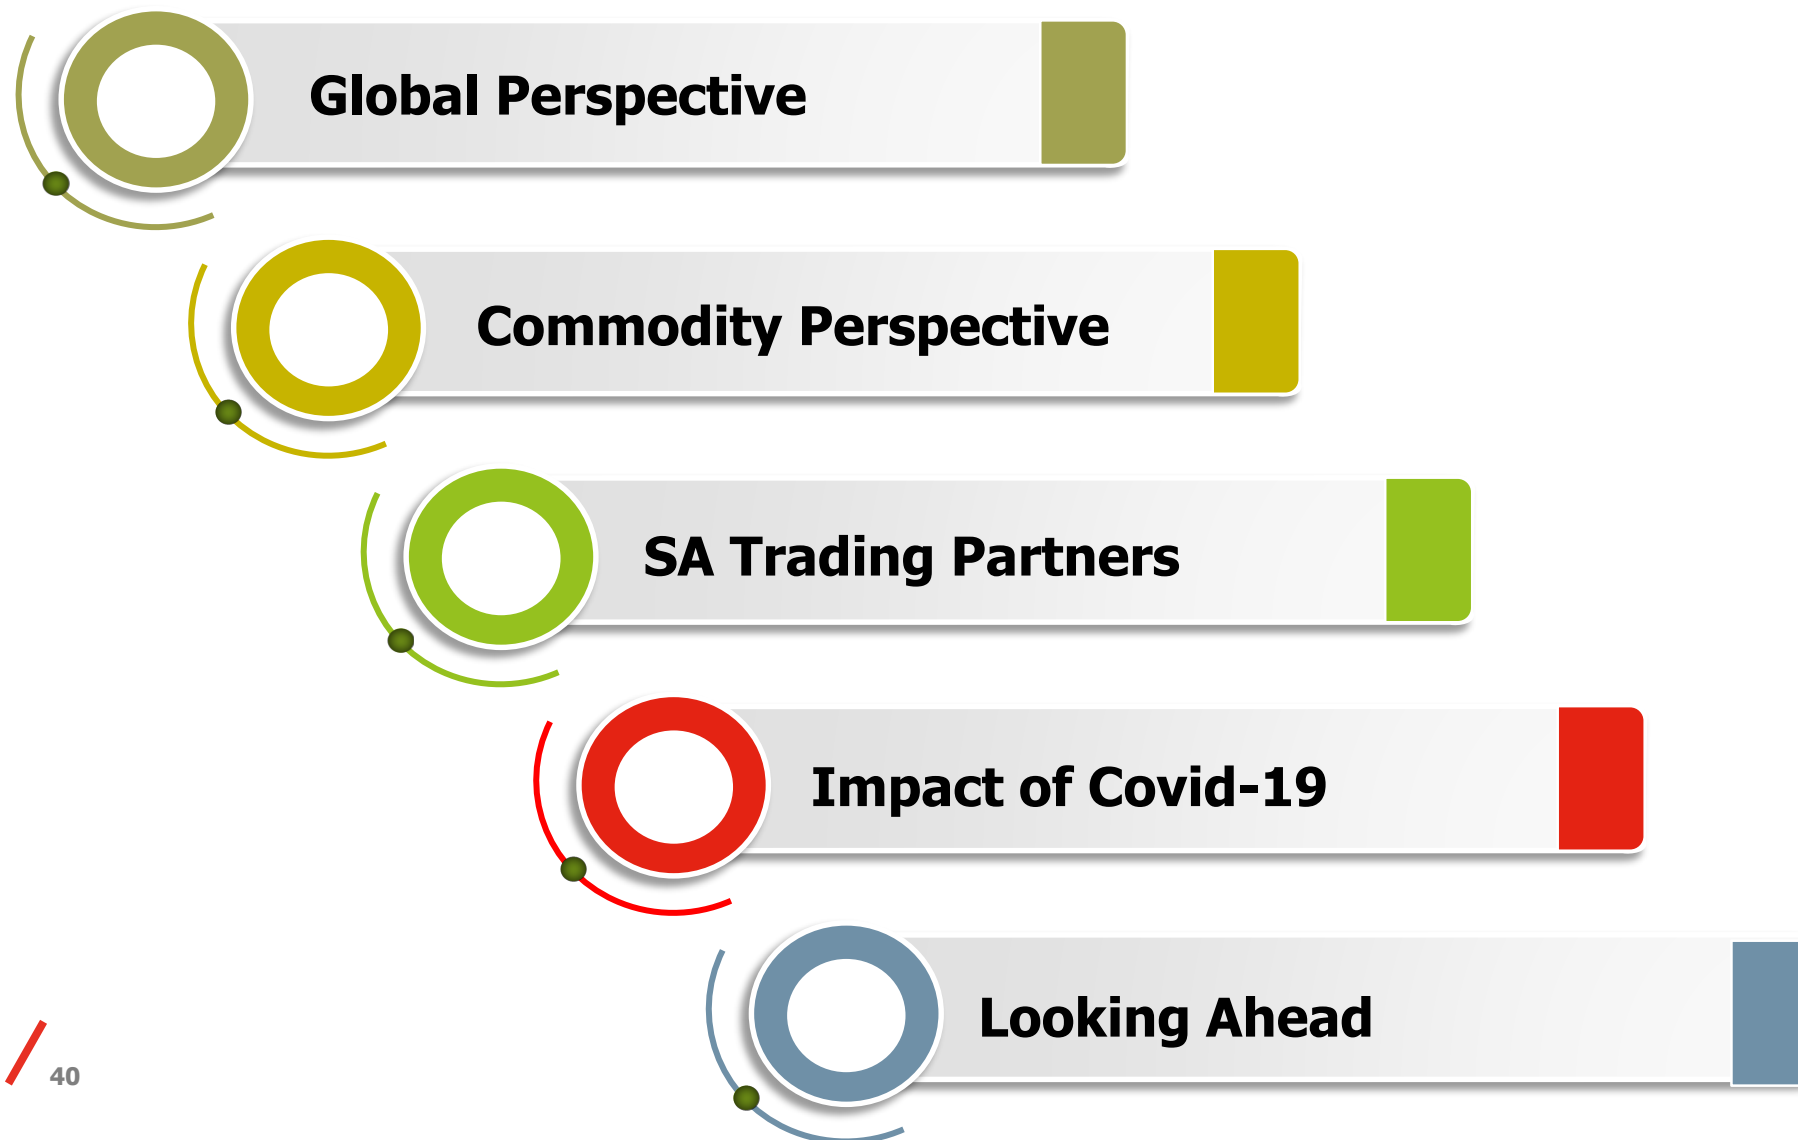 Global Perspective
Commodity Perspective
SA Trading Partners
Impact of Covid-19
Looking Ahead
40